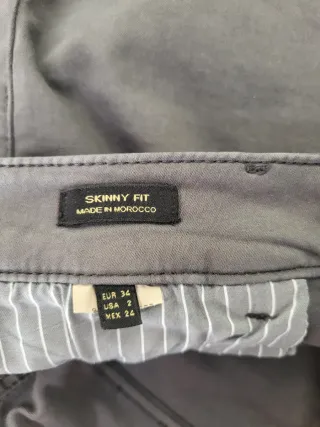 SKINNY FIT
MADE IN MOROCCO
EUR 34
USA 2
MEX 24